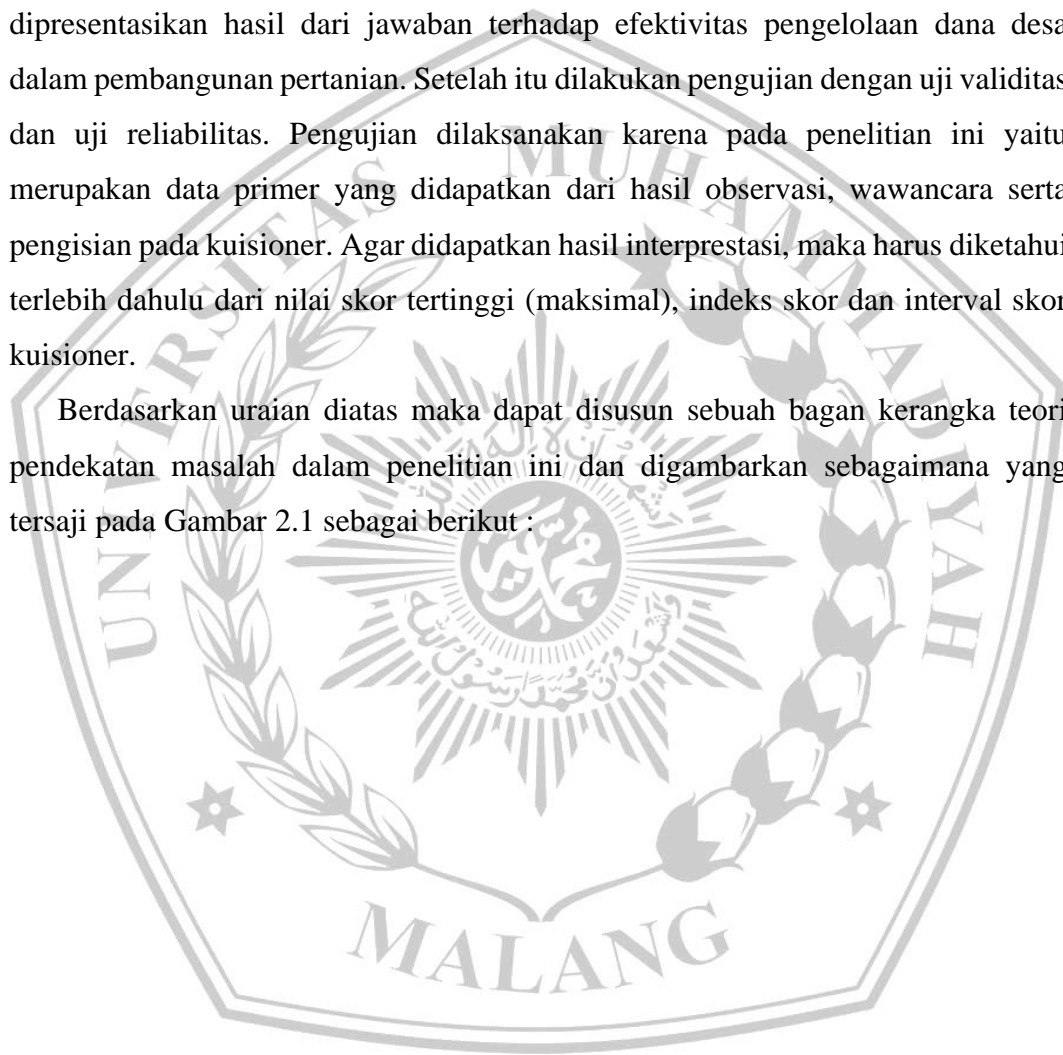 dipresentasikan hasil dari jawaban terhadap efektivitas pengelolaan dana desa
dalam pembangunan pertanian. Setelah itu dilakukan pengujian dengan uji validitas
dan uji reliabilitas. Pengujian dilaksanakan karena pada penelitian ini yaitu
merupakan data primer yang didapatkan dari hasil observasi, wawancara serta
pengisian pada kuisioner. Agar didapatkan hasil interprestasi, maka harus diketahui
terlebih dahulu dari nilai skor tertinggi (maksimal), indeks skor dan interval skor
kuisioner.
Berdasarkan uraian diatas maka dapat disusun sebuah bagan kerangka teori
pendekatan masalah dalam penelitian ini dan digambarkan sebagaimana yang
tersaji pada Gambar 2.1 sebagai berikut :
UNIVERSITAS MUHAMMADIYAH
MALANG